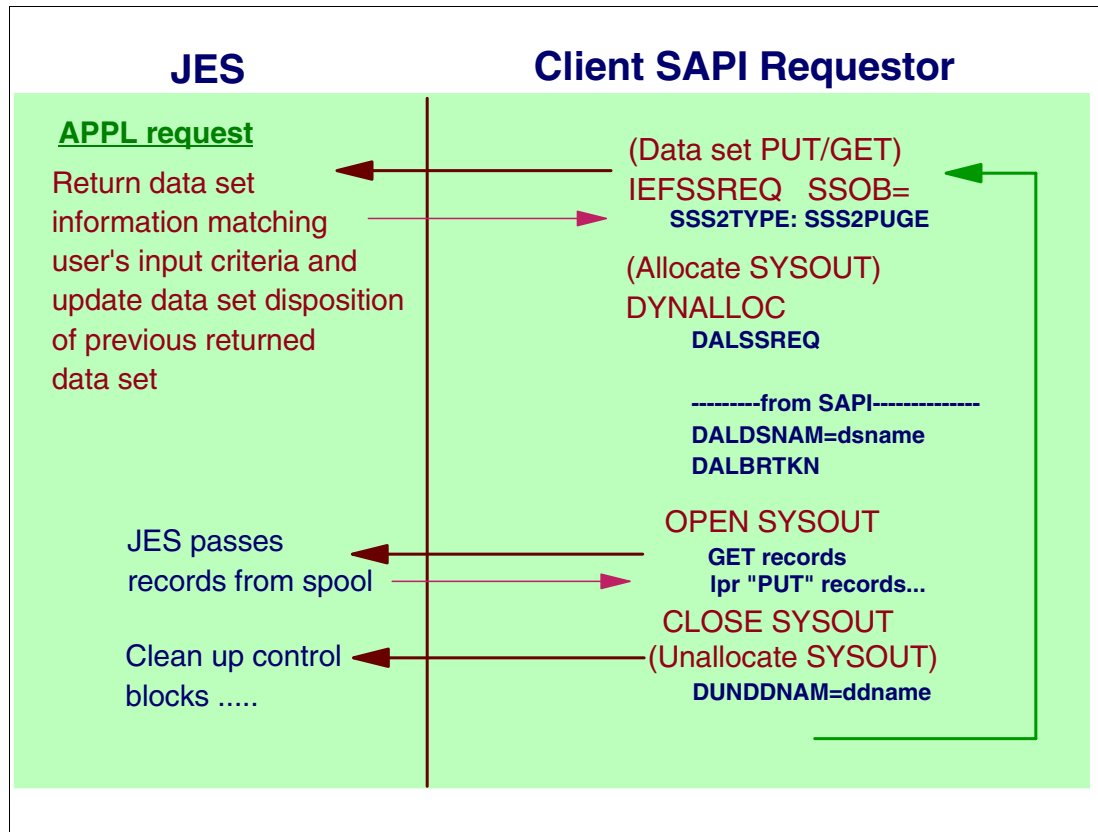 JES
Client SAPI Requestor
APPL request
Return data set
information matching
user's input criteria and
update data set disposition
of previous returned
data set
(Data set PUT/GET)
IEFSSREQ SSOB=
SSS2TYPE: SSS2PUGE
(Allocate SYSOUT)
DYNALLOC
DALSSREQ
---------from SAPI--------------
DALDSNAM=dsname
DALBRTKN
JES passes
records from spool
OPEN SYSOUT
GET records
lpr "PUT" records...
CLOSE SYSOUT
Clean up control
blocks .....
(Unallocate SYSOUT)
DUNDDNAM=ddname